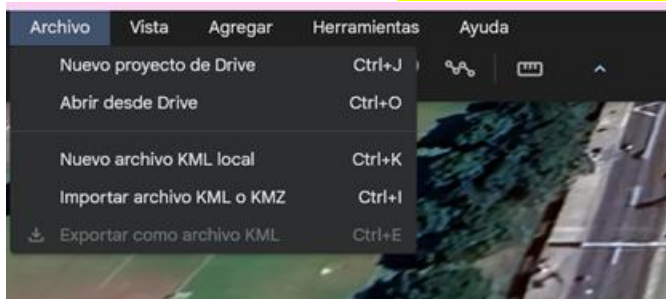 Archivo Vista Agregar Herramientas Ayuda
Nuevo proyecto de Drive Ctrl+J
Abrir desde Drive Ctrl+O
Nuevo archivo KML local Ctrl+K
Importar archivo KML o KMZ Ctrl+I
Exportar como archivo KML Ctrl+E